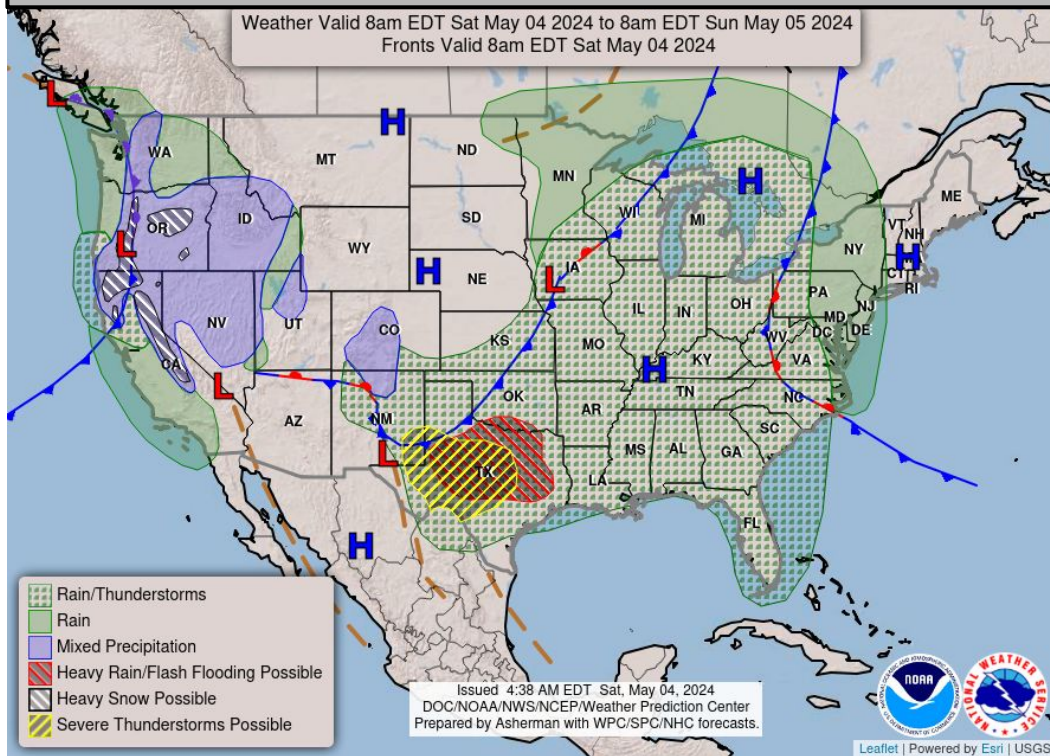 Weather Valid 8am EDT Sat May 04 2024 to 8am EDT Sun May 05 2024
Fronts Valid 8am EDT Sat May 04 2024
L
H
WA
MT
ND
MN
OR
ID
SD
WI
MI
H
ME
VT
NH
L
WY
H
NE
L
IA
NY
H
CT
RI
NV
UT
CO
KS
MO
IL
IN
OH
PA
NJ
MD
DC
DE
WV
VA
KY
H
CA
L
AZ
NM
OK
AR
TN
NC
SC
L
TX
LA
MS
AL
GA
FL
H
Rain/Thunderstorms
Rain
Mixed Precipitation
Heavy Rain/Flash Flooding Possible
Heavy Snow Possible
Severe Thunderstorms Possible
Issued 4:38 AM EDT Sat, May 04, 2024
DOC/NOAA/NWS/NCEP/Weather Prediction Center
Prepared by Asherman with WPC/SPC/NHC forecasts.
NOAA
NATIONAL WEATHER SERVICE
Leaflet | Powered by Esri | USGS